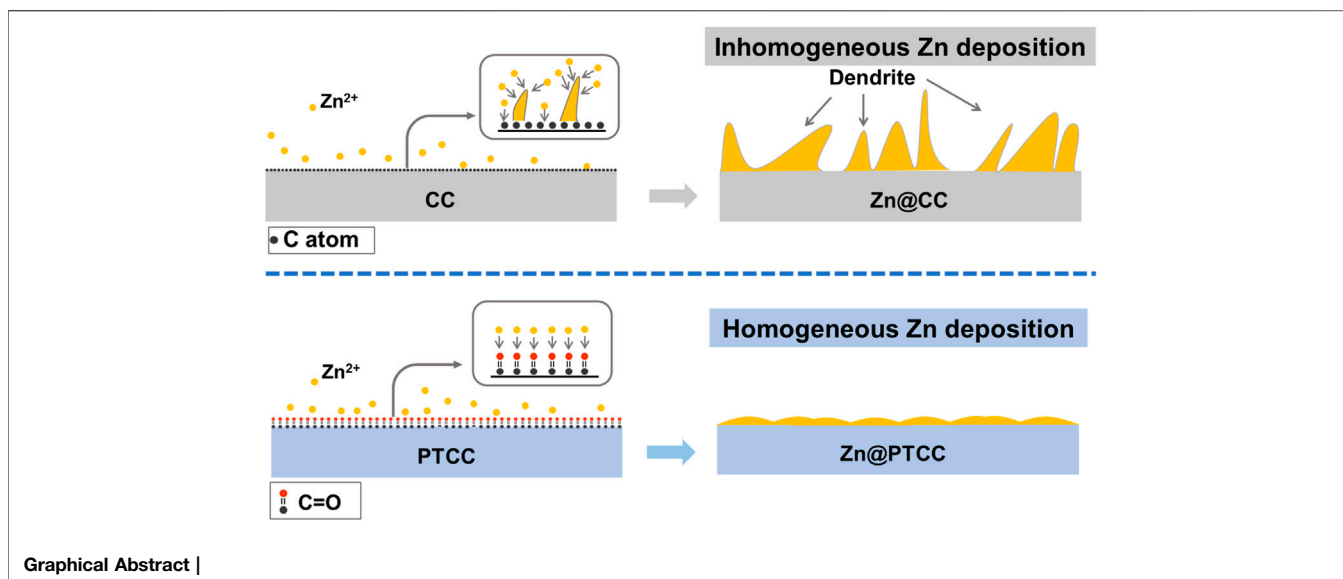 Inhomogeneous Zn deposition
Dendrite
Zn²⁺
CC
Zn@CC
C atom
Homogeneous Zn deposition
Zn²⁺
PTCC
Zn@PTCC
C=O
Graphical Abstract |